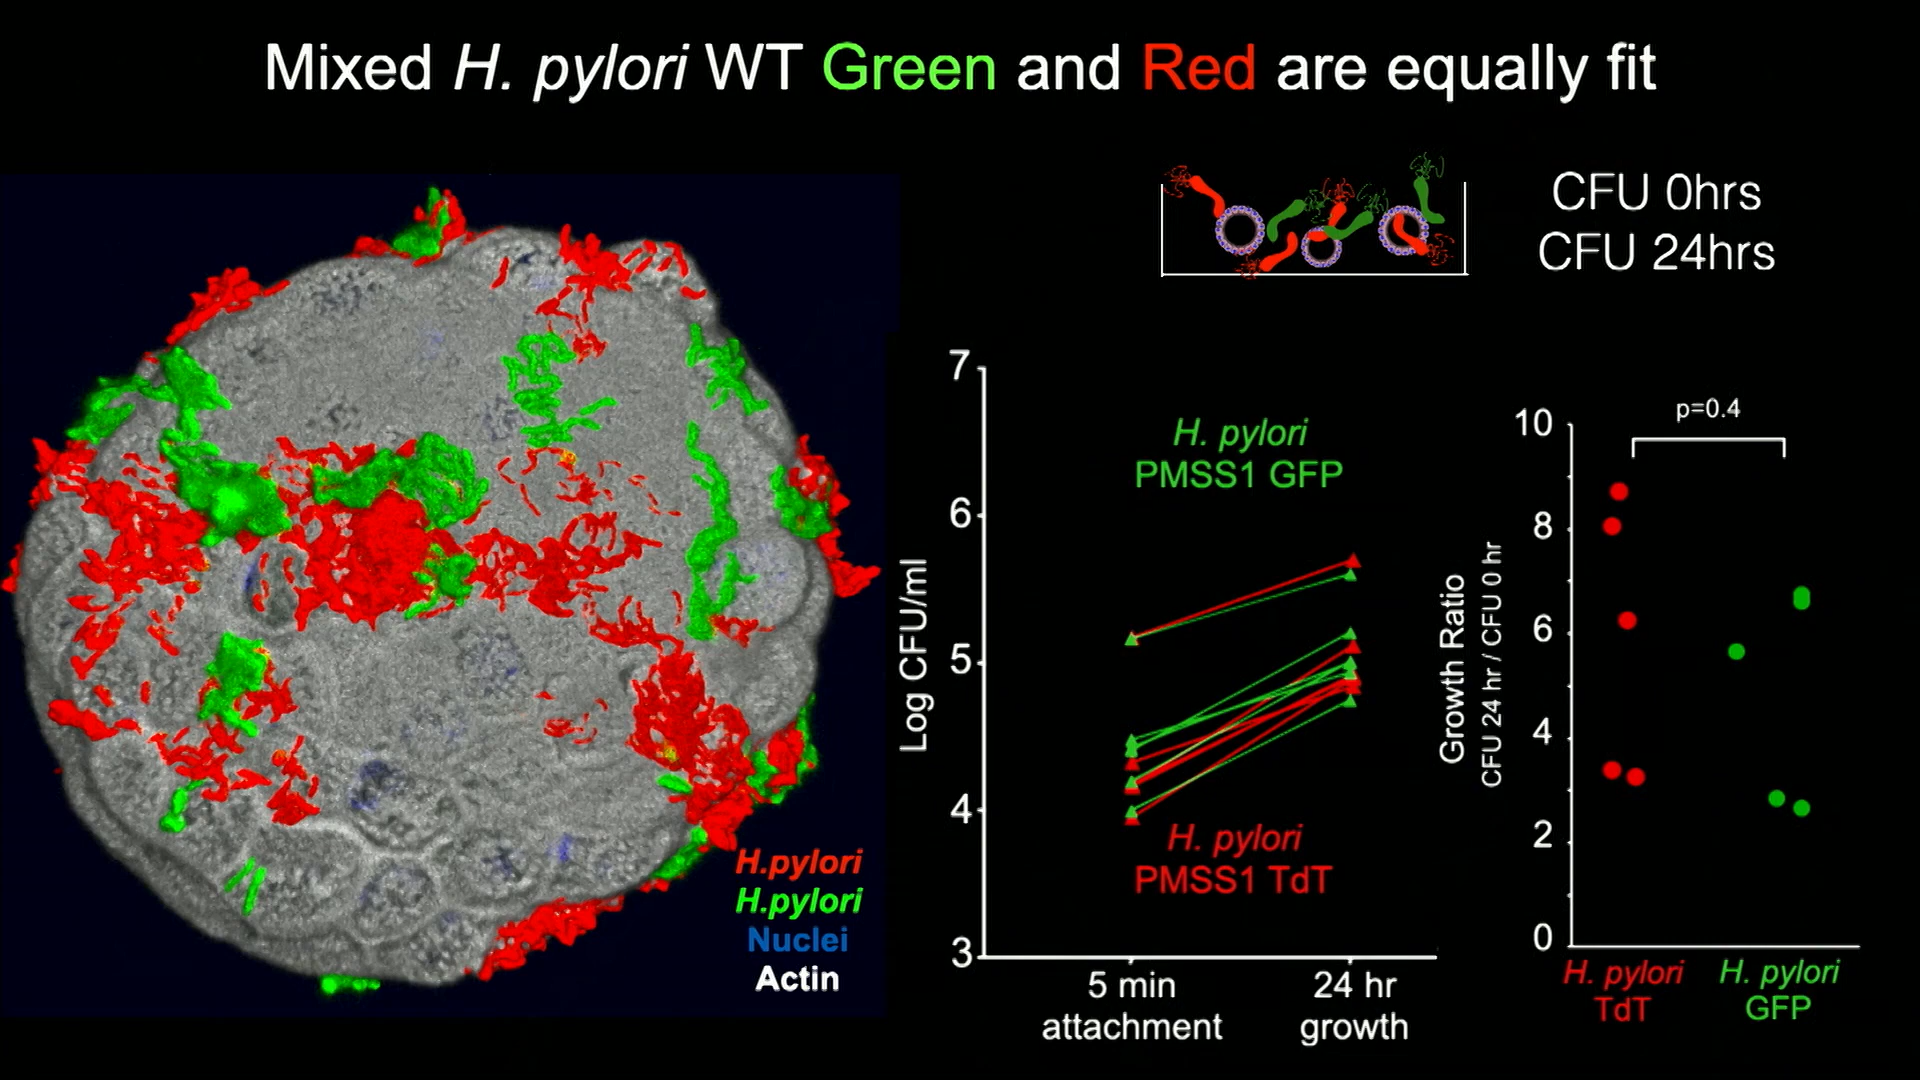 Mixed H. pylori WT Green and Red are equally fit
CFU 0hrs
CFU 24hrs
H.pylori
H.pylori
Nuclei
Actin
Log CFU/ml
7
6
5
4
3
H. pylori
PMSS1 GFP
H. pylori
PMSS1 TdT
5 min
attachment
24 hr
growth
Growth Ratio
CFU 24 hr / CFU 0 hr
10
8
6
4
2
0
p=0.4
H. pylori
TdT
H. pylori
GFP